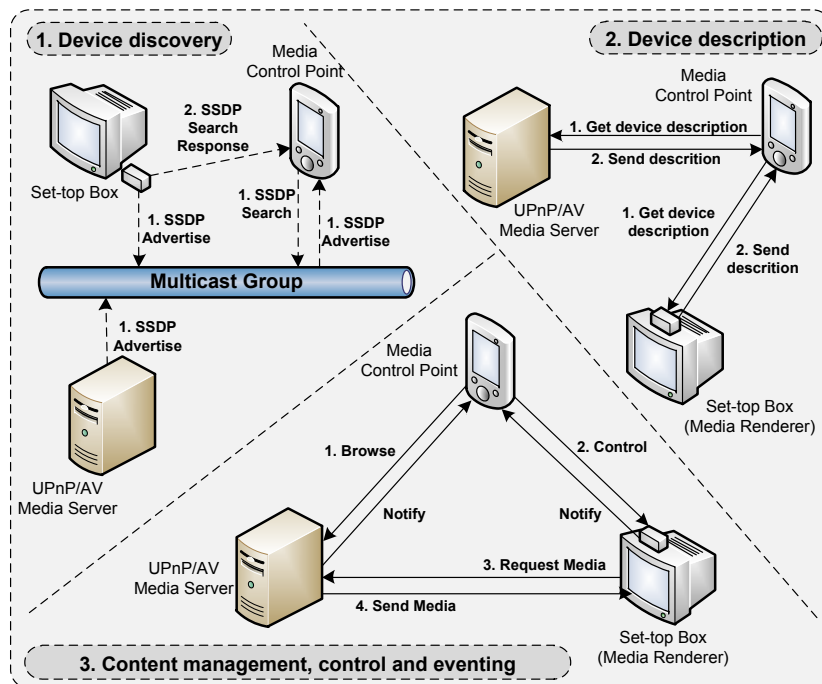 1. Device discovery
Media
Control Point
2. SSDP
Search
Response
Set-top Box
1. SSDP
Advertise
1. SSDP
Search
1. SSDP
Advertise
Multicast Group
1. SSDP
Advertise
UPnP/AV
Media Server
2. Device description
Media
Control Point
1. Get device description
2. Send descrition
UPnP/AV
Media Server
1. Get device
description
2. Send
descrition
Set-top Box
(Media Renderer)
Media
Control Point
1. Browse
2. Control
Notify
Notify
UPnP/AV
Media Server
3. Request Media
4. Send Media
Set-top Box
(Media Renderer)
3. Content management, control and eventing